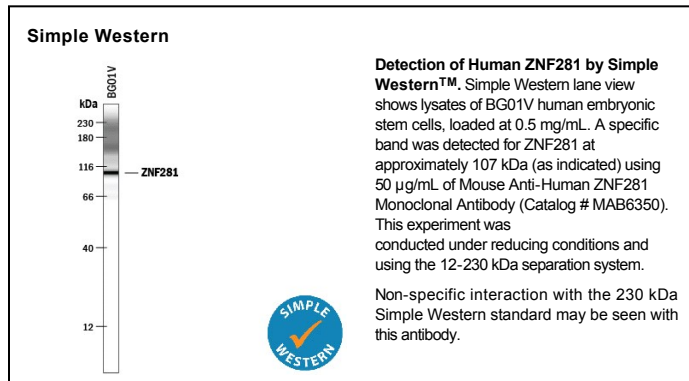 Simple Western
BG01V
kDa
230
180
116
ZNF281
66
40
12
SIMPLE
WESTERN
Detection of Human ZNF281 by Simple
Western™. Simple Western lane view
shows lysates of BG01V human embryonic
stem cells, loaded at 0.5 mg/mL. A specific
band was detected for ZNF281 at
approximately 107 kDa (as indicated) using
50 µg/mL of Mouse Anti-Human ZNF281
Monoclonal Antibody (Catalog # MAB6350).
This experiment was
conducted under reducing conditions and
using the 12-230 kDa separation system.
Non-specific interaction with the 230 kDa
Simple Western standard may be seen with
this antibody.